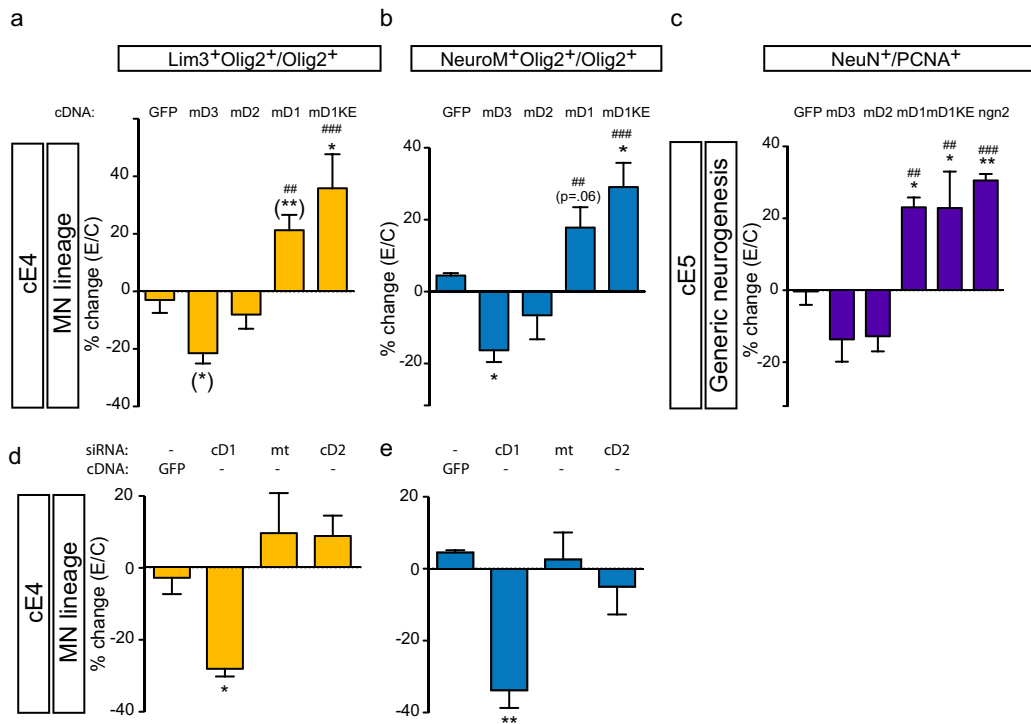 a
b
c
Lim3⁺Olig2⁺/Olig2⁺
NeuroM⁺Olig2⁺/Olig2⁺
NeuN⁺/PCNA⁺
cDNA: GFP mD3 mD2 mD1 mD1KE
GFP mD3 mD2 mD1 mD1KE
GFP mD3 mD2 mD1 mD1KE ngn2
cE4
MN lineage
% change (E/C)
40
20
0
-20
-40
(*)
##
(**)
###
*
% change (E/C)
40
20
0
-20
*
##
(p=.06)
###
*
cE5
Generic neurogenesis
% change (E/C)
40
20
0
-20
-40
##
*
##
*
###
**
d
e
siRNA: - cD1 mt cD2
cDNA: GFP - - -
- cD1 mt cD2
GFP - - -
cE4
MN lineage
% change (E/C)
20
0
-20
-40
*
20
0
-20
-40
**